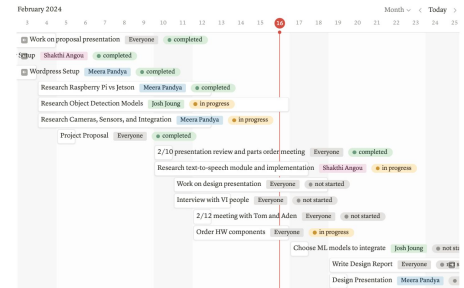 February 2024 Month Today
3 4 5 6 7 8 9 10 11 12 13 14 15 16 17 18 19 20 21 22 23 24 25
Work on proposal presentation Everyone completed
Shakthi Angou completed
Wordpress Setup Meera Pandya completed
Research Raspberry Pi vs Jetson Meera Pandya completed
Research Object Detection Models Josh Joung in progress
Research Cameras, Sensors, and Integration Meera Pandya in progress
Project Proposal Everyone completed
2/10 presentation review and parts order meeting Everyone completed
Research text-to-speech module and implementation Shakthi Angou in progress
Work on design presentation Everyone not started
Interview with VI people Everyone not started
2/12 meeting with Tom and Aden Everyone not started
Order HW components Everyone in progress
Choose ML models to integrate Josh Joung not sta
Write Design Report Everyone
Design Presentation Meera Pandya